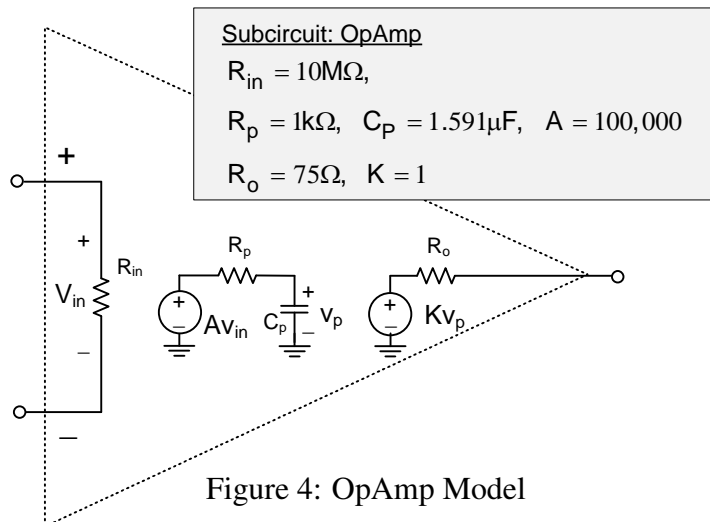 Subcircuit: OpAmp
R_in = 10MΩ,
R_p = 1kΩ, C_P = 1.591μF, A = 100,000
R_o = 75Ω, K = 1
+
+
R_in
V_in
–
–
R_p
+
–
Av_in
C_p
+
v_p
–
R_o
+
–
Kv_p
Figure 4: OpAmp Model